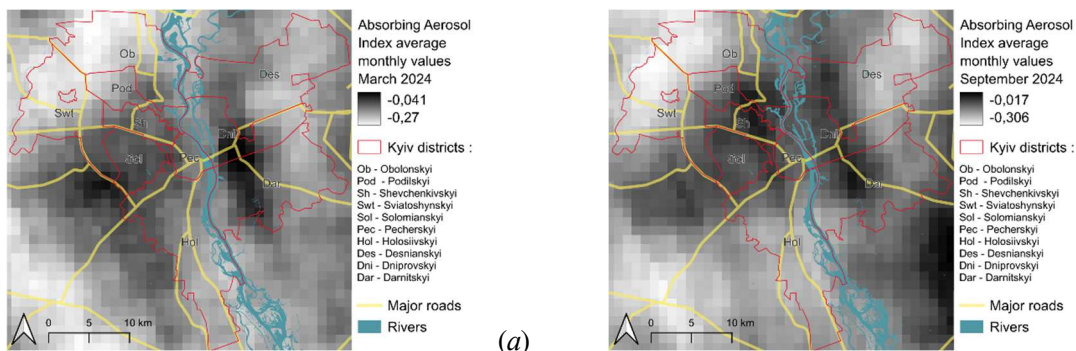 Absorbing Aerosol
Index average
monthly values
March 2024
-0,041
-0,27
Kyiv districts :
Ob - Obolonskyi
Pod - Podilskyi
Sh - Shevchenkivskyi
Swt - Sviatoshynskyi
Sol - Solomianskyi
Pec - Pecherskyi
Hol - Holosiivskyi
Des - Desnianskyi
Dni - Dniprovskyi
Dar - Darnitskyi
Major roads
Rivers
Ob
Des
Pod
Swt
Sh
Dni
Sol
Pec
Dar
Hol
0 5 10 km
(a)
Absorbing Aerosol
Index average
monthly values
September 2024
-0,017
-0,306
Kyiv districts :
Ob - Obolonskyi
Pod - Podilskyi
Sh - Shevchenkivskyi
Swt - Sviatoshynskyi
Sol - Solomianskyi
Pec - Pecherskyi
Hol - Holosiivskyi
Des - Desnianskyi
Dni - Dniprovskyi
Dar - Darnitskyi
Major roads
Rivers
Ob
Des
Pod
Swt
Sh
Dni
Sol
Pec
Dar
Hol
0 5 10 km